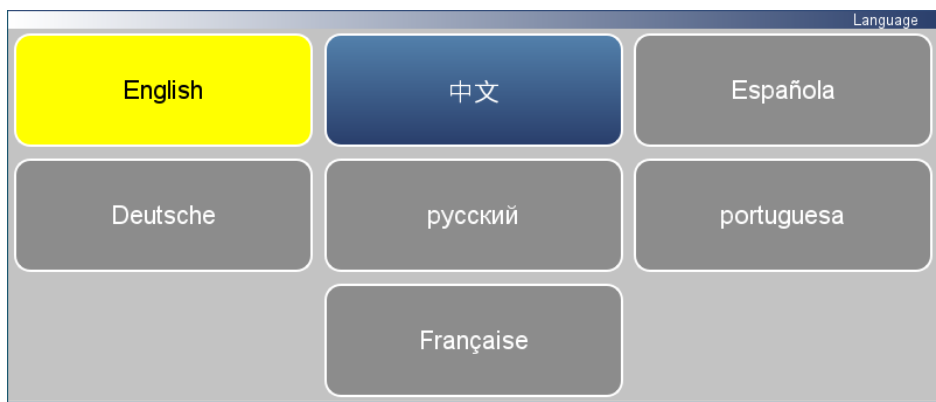 Language
English
中文
Española
Deutsche
русский
portuguesa
Française